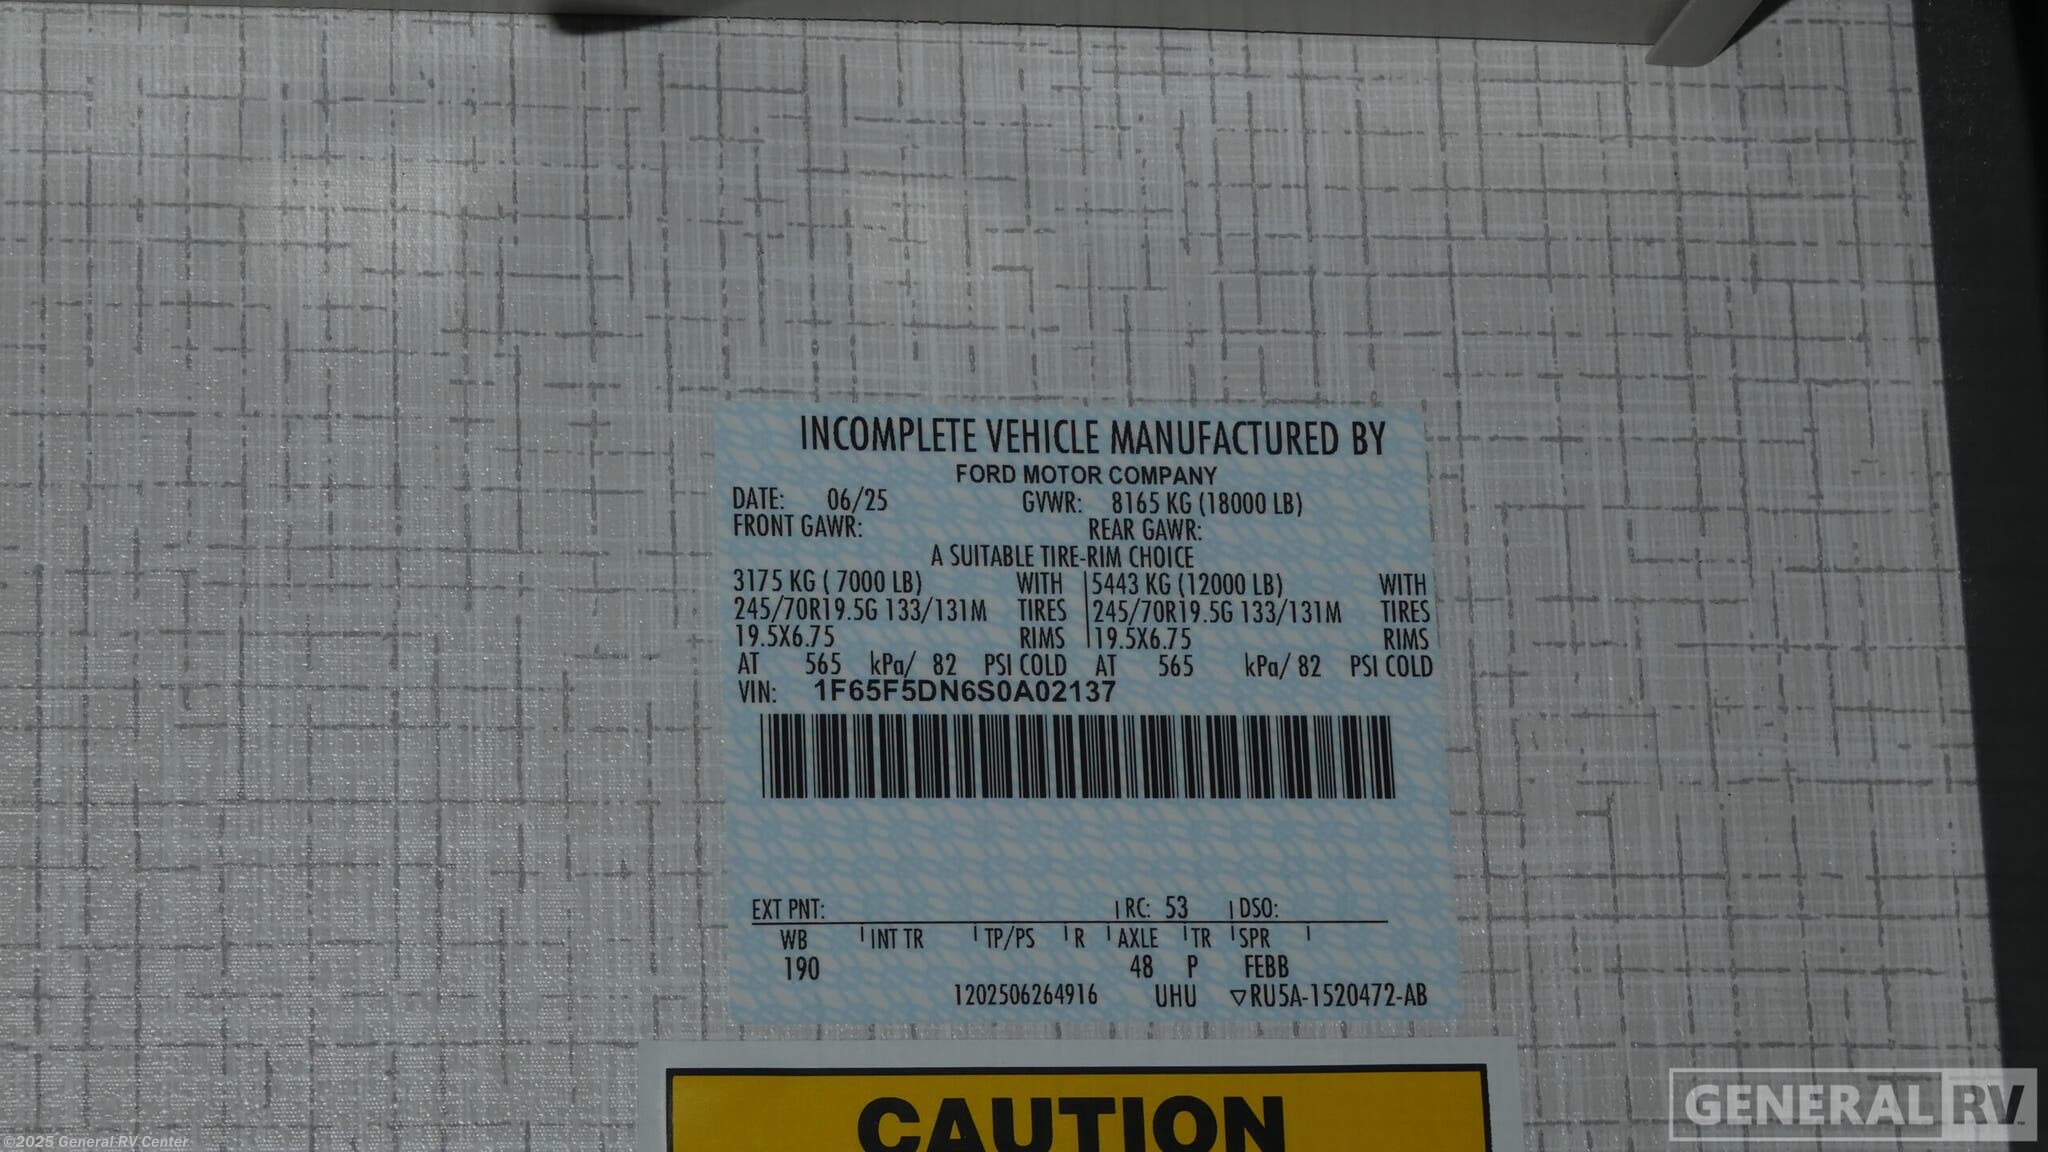 INCOMPLETE VEHICLE MANUFACTURED BY
FORD MOTOR COMPANY
DATE: 06/25 GVWR: 8165 KG (18000 LB)
FRONT GAWR: REAR GAWR:
A SUITABLE TIRE-RIM CHOICE
3175 KG ( 7000 LB) WITH 5443 KG (12000 LB) WITH
245/70R19.5G 133/131M TIRES 245/70R19.5G 133/131M TIRES
19.5X6.75 RIMS 19.5X6.75 RIMS
AT 565 kPa/ 82 PSI COLD AT 565 kPa/ 82 PSI COLD
VIN: 1F65F5DN6S0A02137
EXT PNT: RC: 53 DSO:
WB INT TR TP/PS R AXLE TR SPR
190 48 P FEBB
1202506264916 UHU ▽RU5A-1520472-AB
CAUTION
GENERAL RV
©2025 General RV Center